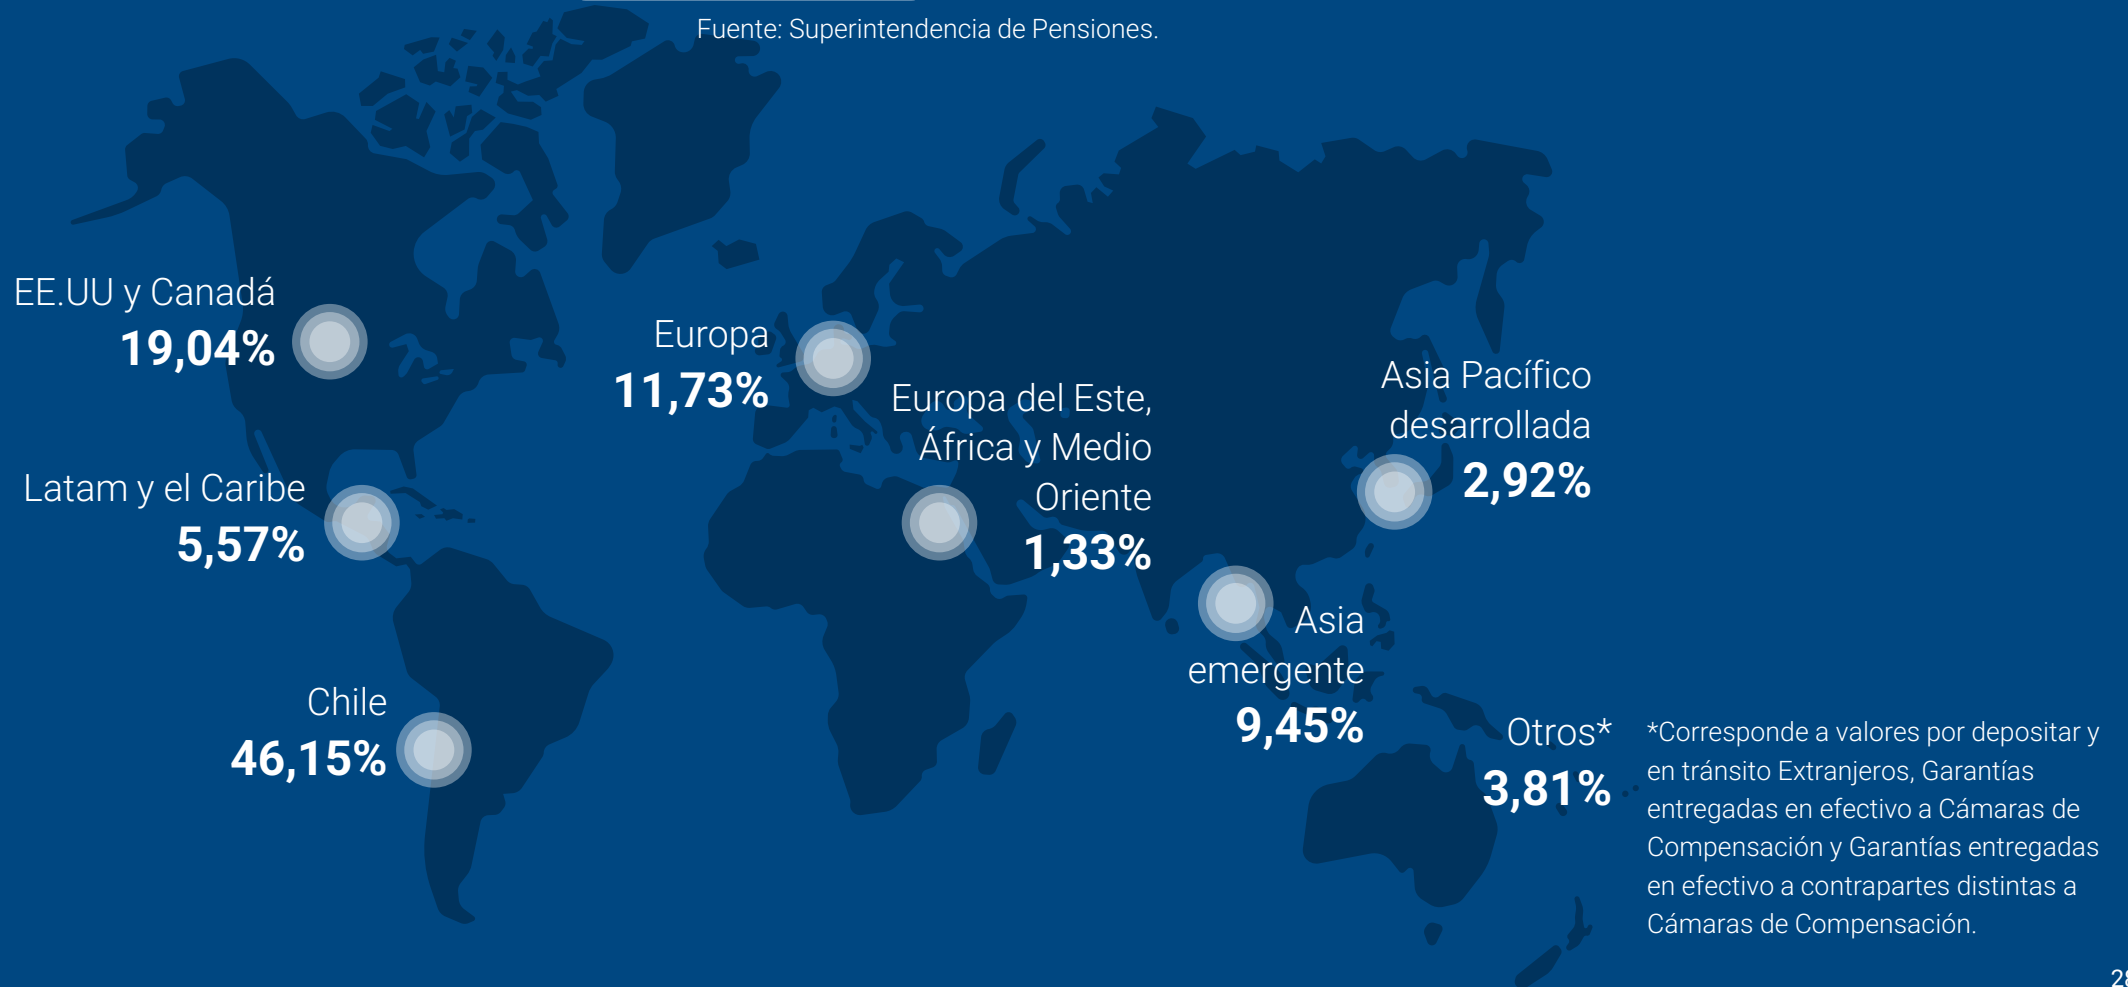 Fuente: Superintendencia de Pensiones.
EE.UU y Canadá
19,04%
Europa
11,73%
Europa del Este,
África y Medio
Oriente
1,33%
Asia Pacífico
desarrollada
2,92%
Latam y el Caribe
5,57%
Asia
emergente
9,45%
Chile
46,15%
Otros*
3,81%
*Corresponde a valores por depositar y
en tránsito Extranjeros, Garantías
entregadas en efectivo a Cámaras de
Compensación y Garantías entregadas
en efectivo a contrapartes distintas a
Cámaras de Compensación.